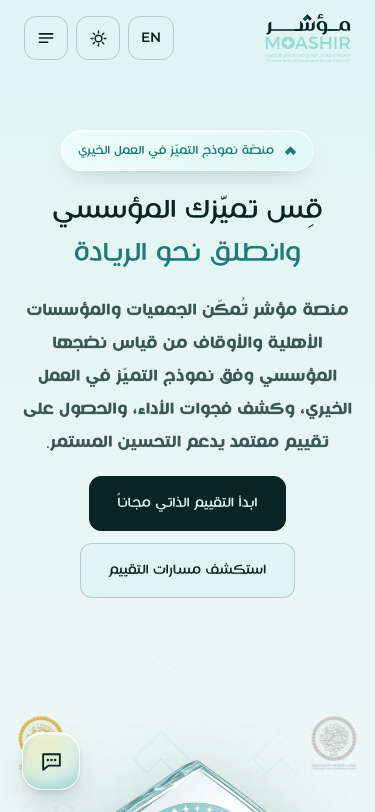 مـؤشـر
MOASHIR
EN
منصّة نموذج التميّز في العمل الخيري
قِس تميّزك المؤسسي
وانطلق نحو الريادة
منصة مؤشر تُمكّن الجمعيات والمؤسسات
الأهلية والأوقاف من قياس نضجها
المؤسسي وفق نموذج التميّز في العمل
الخيري، وكشف فجوات الأداء، والحصول على
تقييم معتمد يدعم التحسين المستمر.
ابدأ التقييم الذاتي مجاناً
استكشف مسارات التقييم